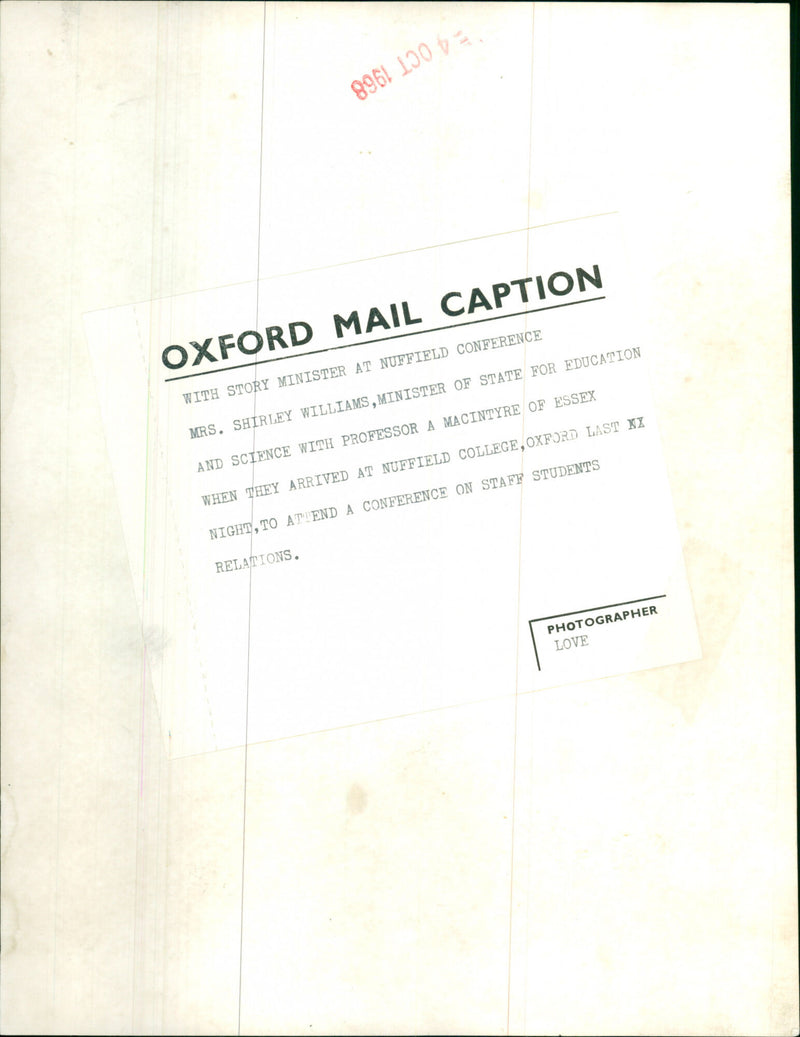 -4 OCT 1968
OXFORD MAIL CAPTION
WITH STORY MINISTER AT NUFFIELD CONFERENCE
MRS. SHIRLEY WILLIAMS,MINISTER OF STATE FOR EDUCATION
AND SCIENCE WITH PROFESSOR A MACINTYRE OF ESSEX
WHEN THEY ARRIVED AT NUFFIELD COLLEGE,OXFORD LAST XX
NIGHT,TO ATTEND A CONFERENCE ON STAFF STUDENTS
RELATIONS.
PHOTOGRAPHER
LOVE